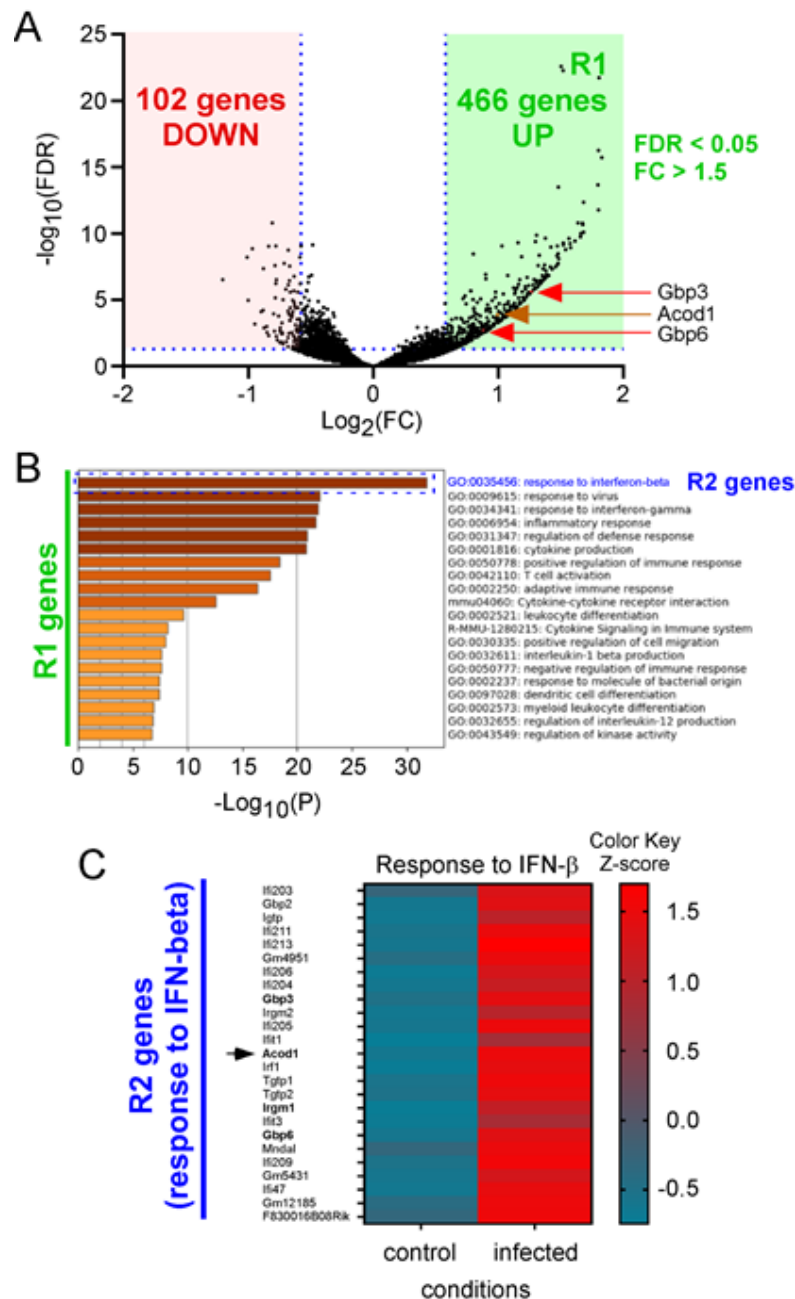 A
25
20
15
10
5
0
-log10(FDR)
102 genes
DOWN
R1
466 genes
UP
FDR < 0.05
FC > 1.5
Gbp3
Acod1
Gbp6
-2
-1
0
1
2
Log2(FC)
B
R1 genes
GO:0035456: response to interferon-beta
R2 genes
GO:0009615: response to virus
GO:0034341: response to interferon-gamma
GO:0006954: inflammatory response
GO:0031347: regulation of defense response
GO:0001816: cytokine production
GO:0050778: positive regulation of immune response
GO:0042110: T cell activation
GO:0002250: adaptive immune response
mmu04060: Cytokine-cytokine receptor interaction
GO:0002521: leukocyte differentiation
R-MMU-1280215: Cytokine Signaling in Immune system
GO:0030335: positive regulation of cell migration
GO:0032611: interleukin-1 beta production
GO:0050777: negative regulation of immune response
GO:0002237: response to molecule of bacterial origin
GO:0097028: dendritic cell differentiation
GO:0002573: myeloid leukocyte differentiation
GO:0032655: regulation of interleukin-12 production
GO:0043549: regulation of kinase activity
0
5
10
15
20
25
30
-Log10(P)
C
Response to IFN-β
Color Key
Z-score
R2 genes
(response to IFN-beta)
Ifi203
Gbp2
Igtp
Ifi211
Ifi213
Gm4951
Ifi206
Ifi204
Gbp3
Irgm2
Ifi205
Ifit1
Acod1
Irf1
Tgtp1
Tgtp2
Irgm1
Ifit3
Gbp6
Mndal
Ifi209
Gm5431
Ifi47
Gm12185
F830016B08Rik
1.5
1.0
0.5
0.0
-0.5
control
infected
conditions